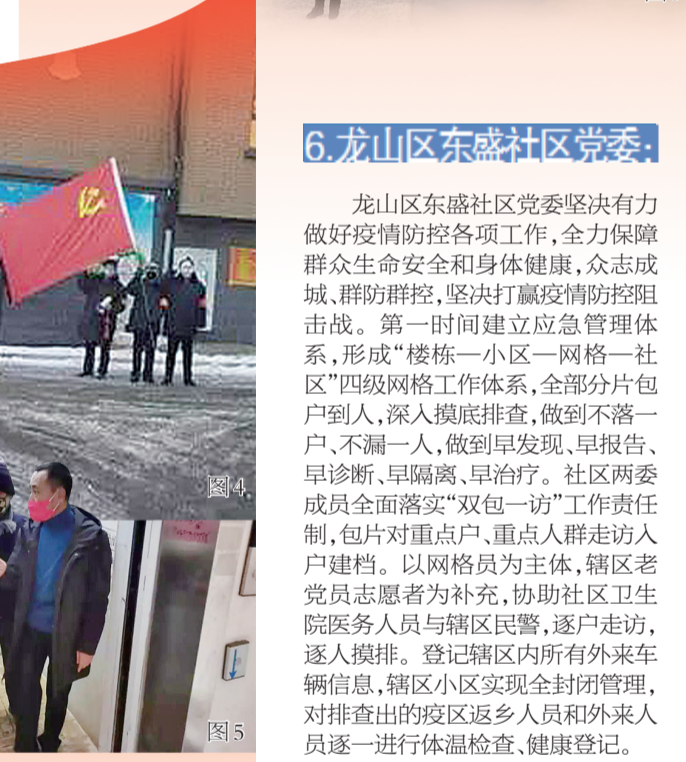 6.龙山区东盛社区党委:
龙山区东盛社区党委坚决有力
做好疫情防控各项工作,全力保障
群众生命安全和身体健康,众志成
城、群防群控,坚决打赢疫情防控阻
击战。第一时间建立应急管理体
系,形成“楼栋—小区—网格—社
区”四级网格工作体系,全部分片包
户到人,深入摸底排查,做到不落一
户、不漏一人,做到早发现、早报告、
早诊断、早隔离、早治疗。社区两委
成员全面落实“双包一访”工作责任
制,包片对重点户、重点人群走访入
户建档。以网格员为主体,辖区老
党员志愿者为补充,协助社区卫生
院医务人员与辖区民警,逐户走访,
逐人摸排。登记辖区内所有外来车
辆信息,辖区小区实现全封闭管理,
对排查出的疫区返乡人员和外来人
员逐一进行体温检查、健康登记。
图4
图5